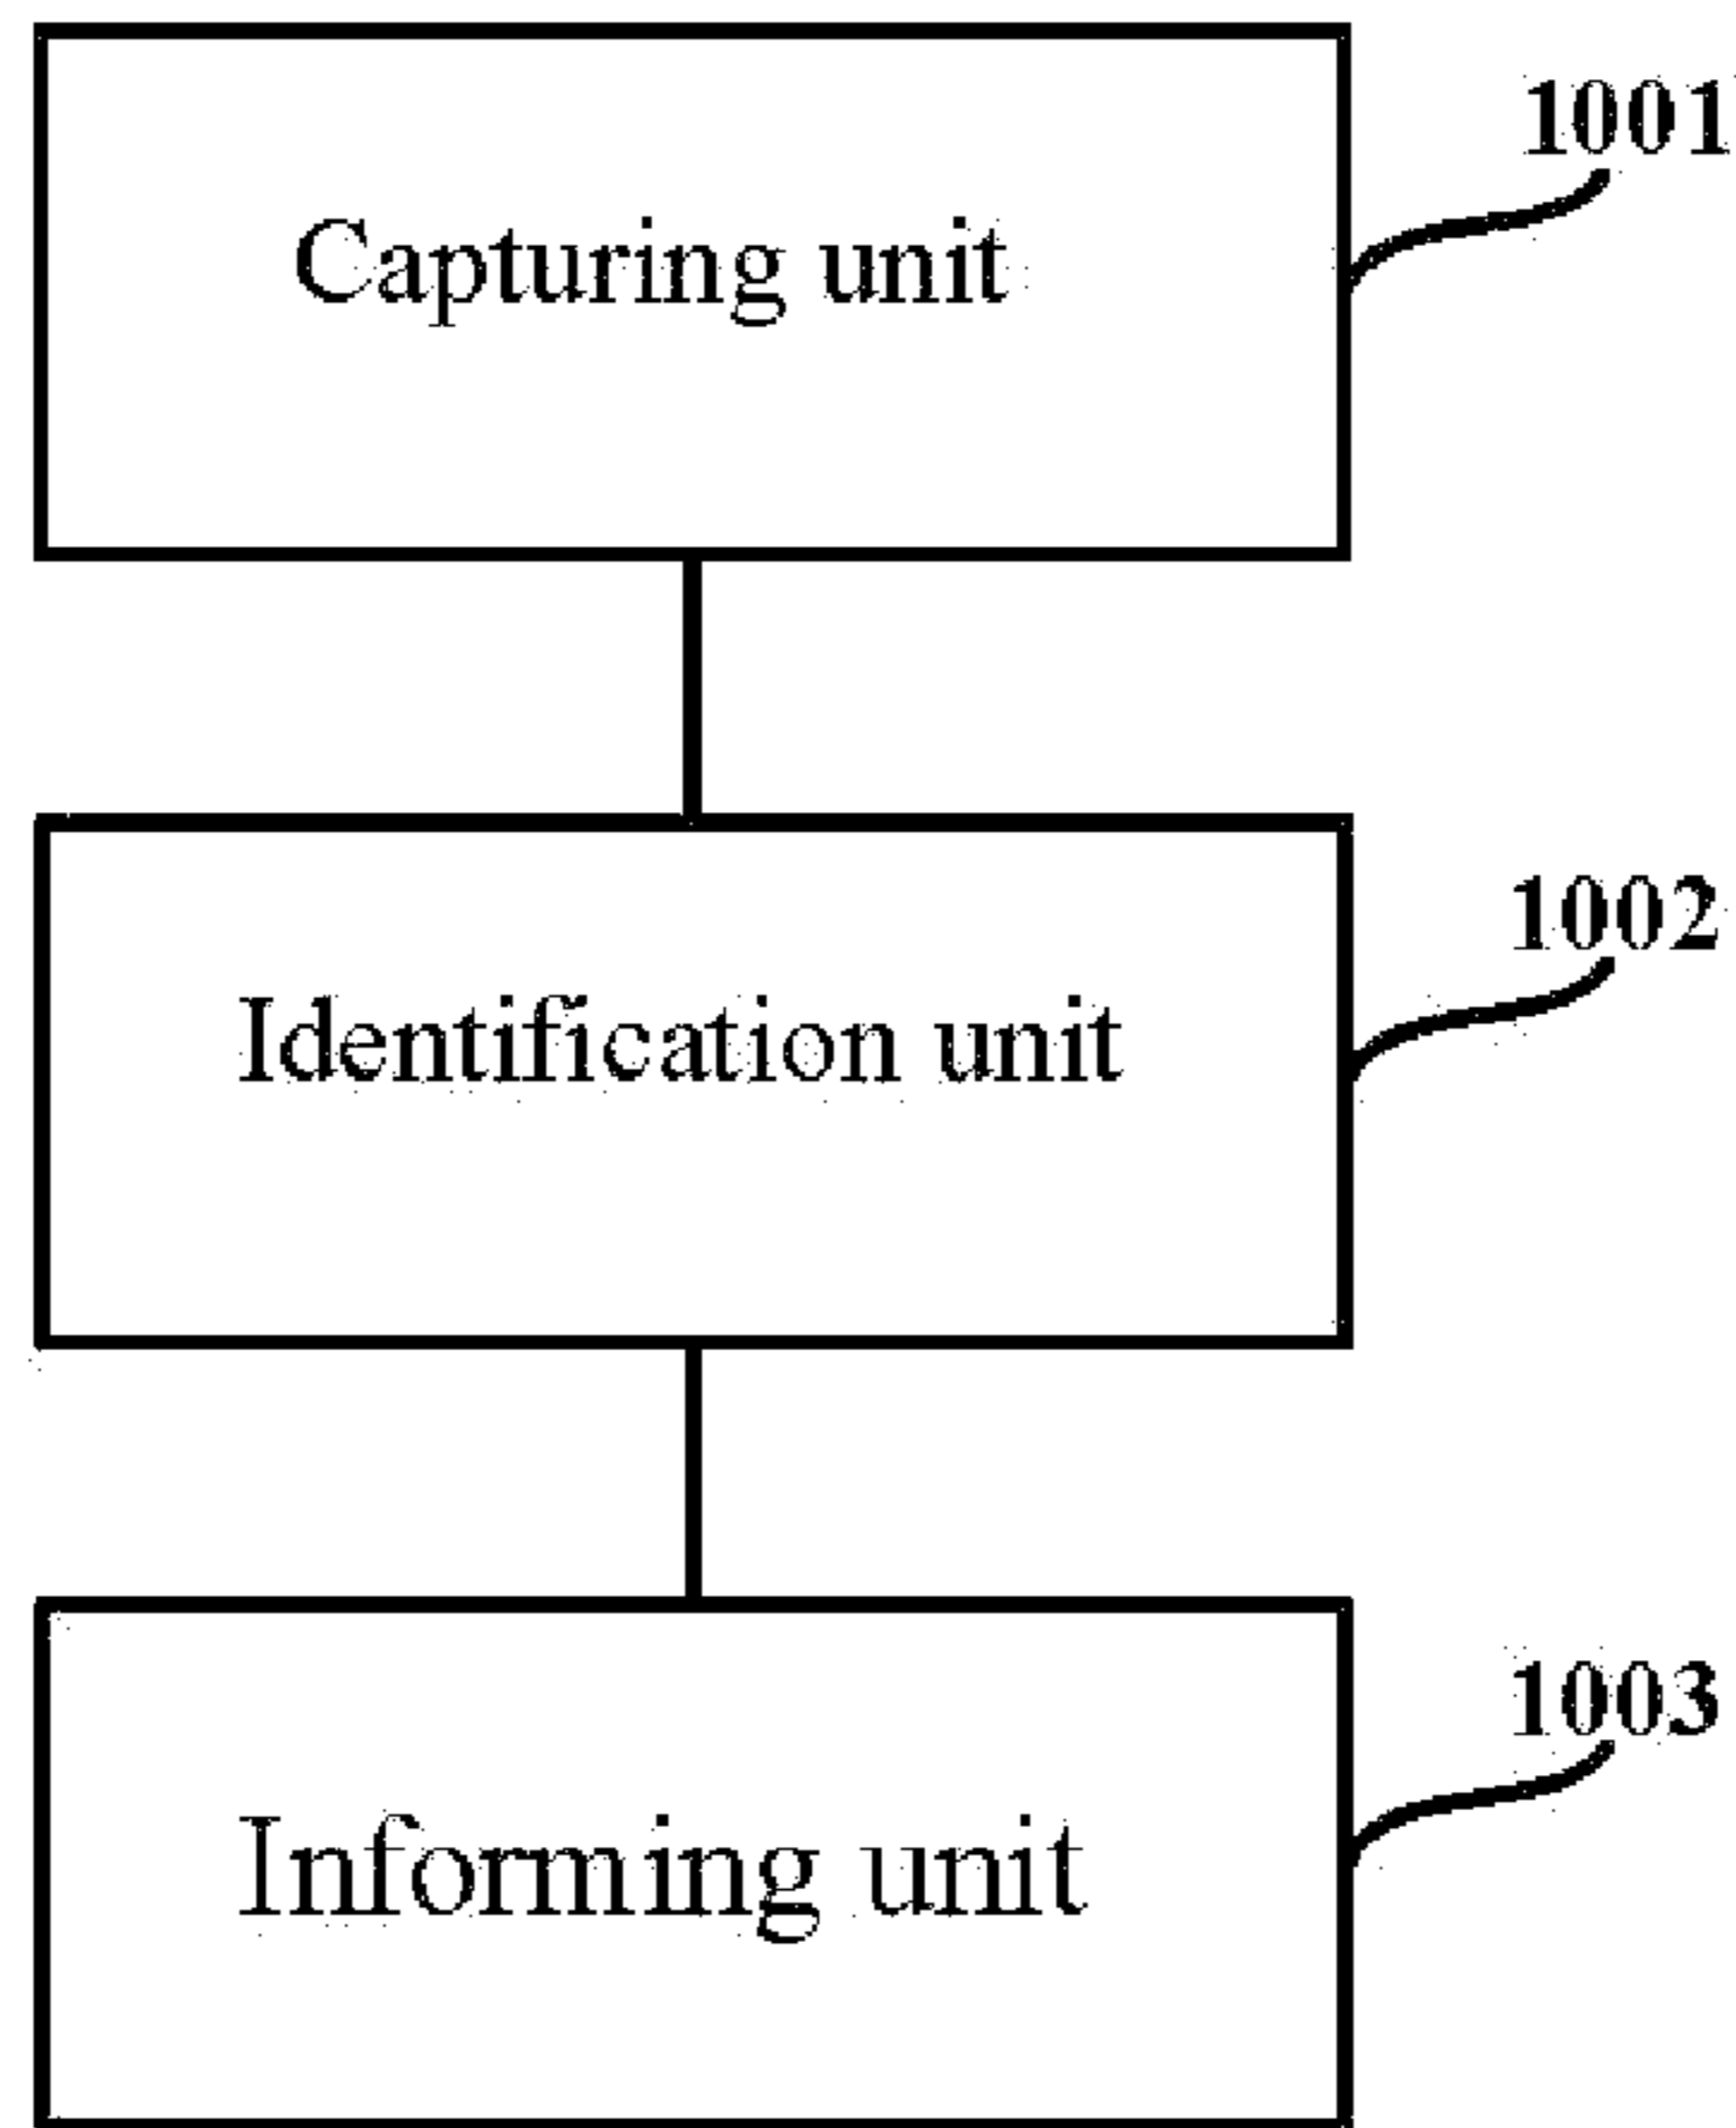 1001
Capturing unit
1002
Identification unit
1003
Informing unit